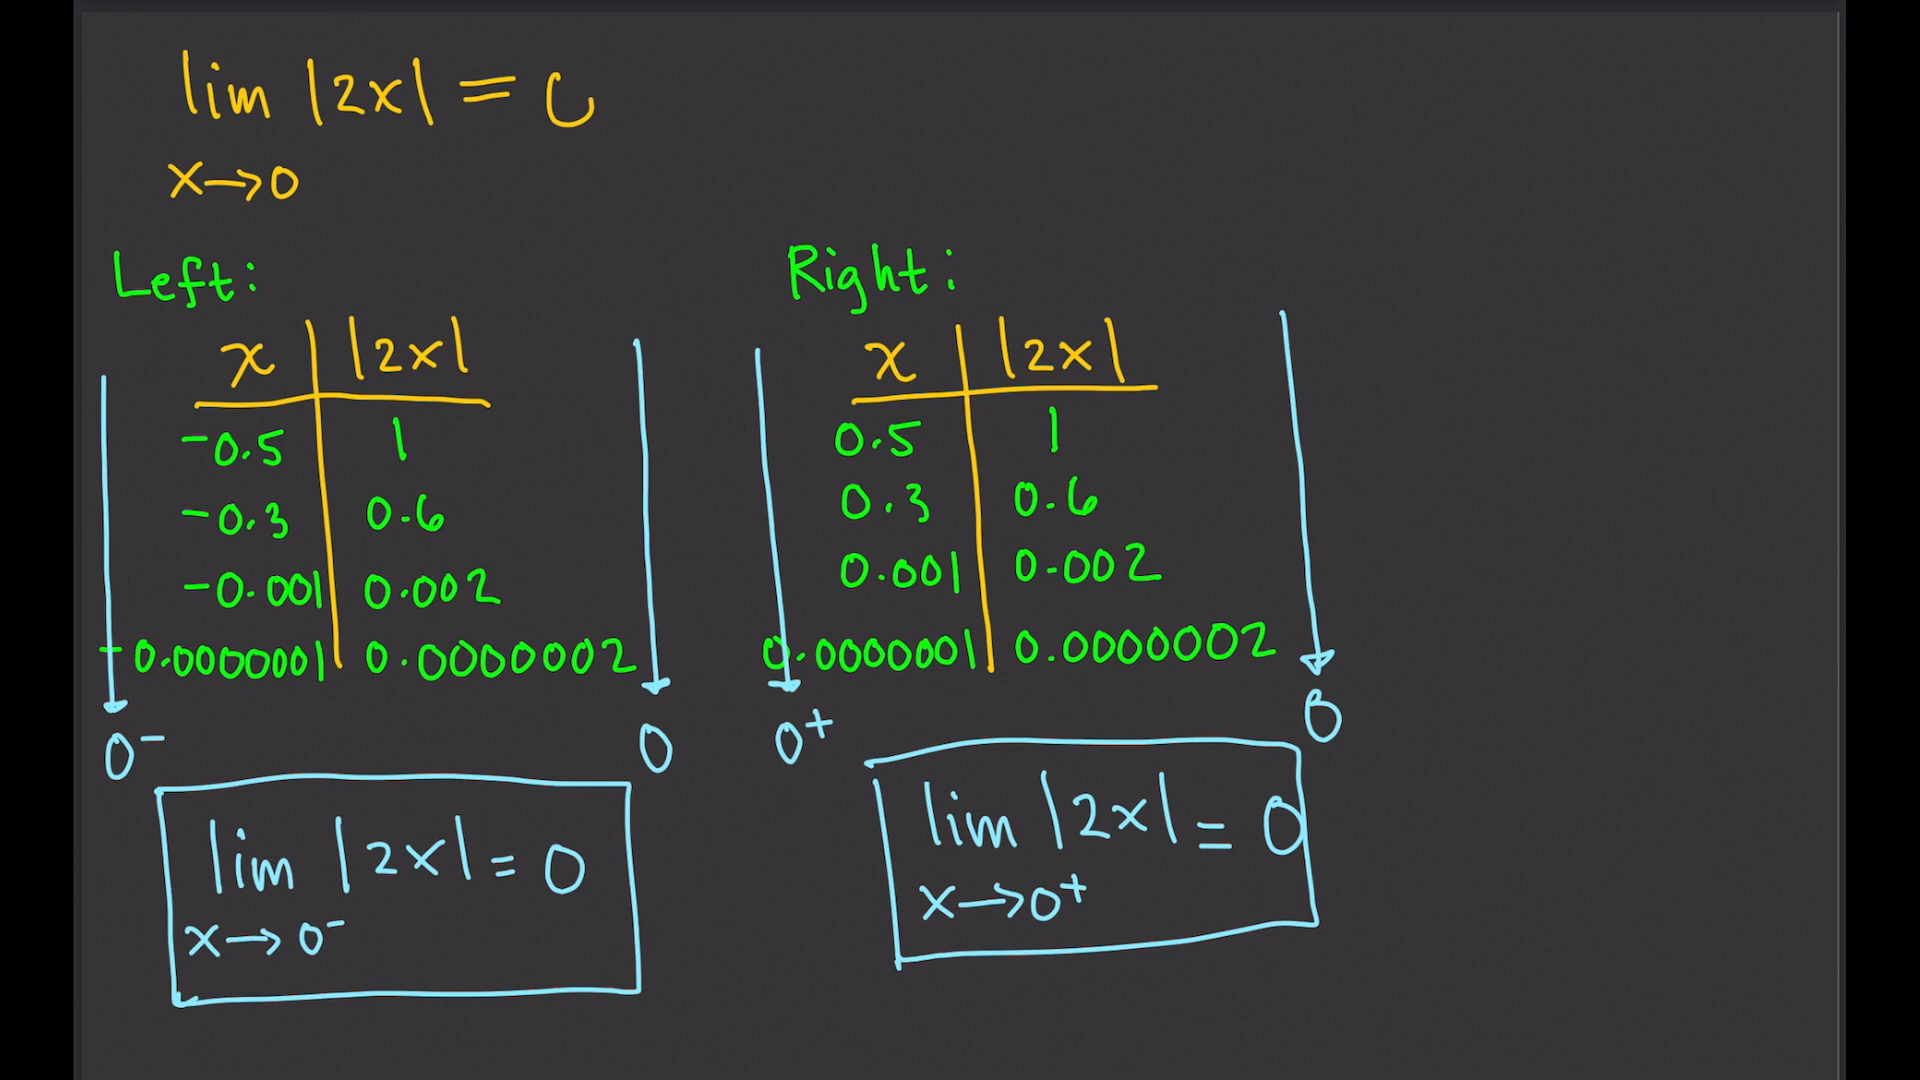 lim |2x| =
x→0
Left:
x | |2x|
-0.5 | 1
-0.3 | 0.6
-0.001 | 0.002
-0.0000001 | 0.0000002
0⁻ 0
lim |2x| = 0
x→0⁻
Right:
x | |2x|
0.5 | 1
0.3 | 0.6
0.001 | 0.002
0.0000001 | 0.0000002
0⁺ 0
lim |2x| = 0
x→0⁺